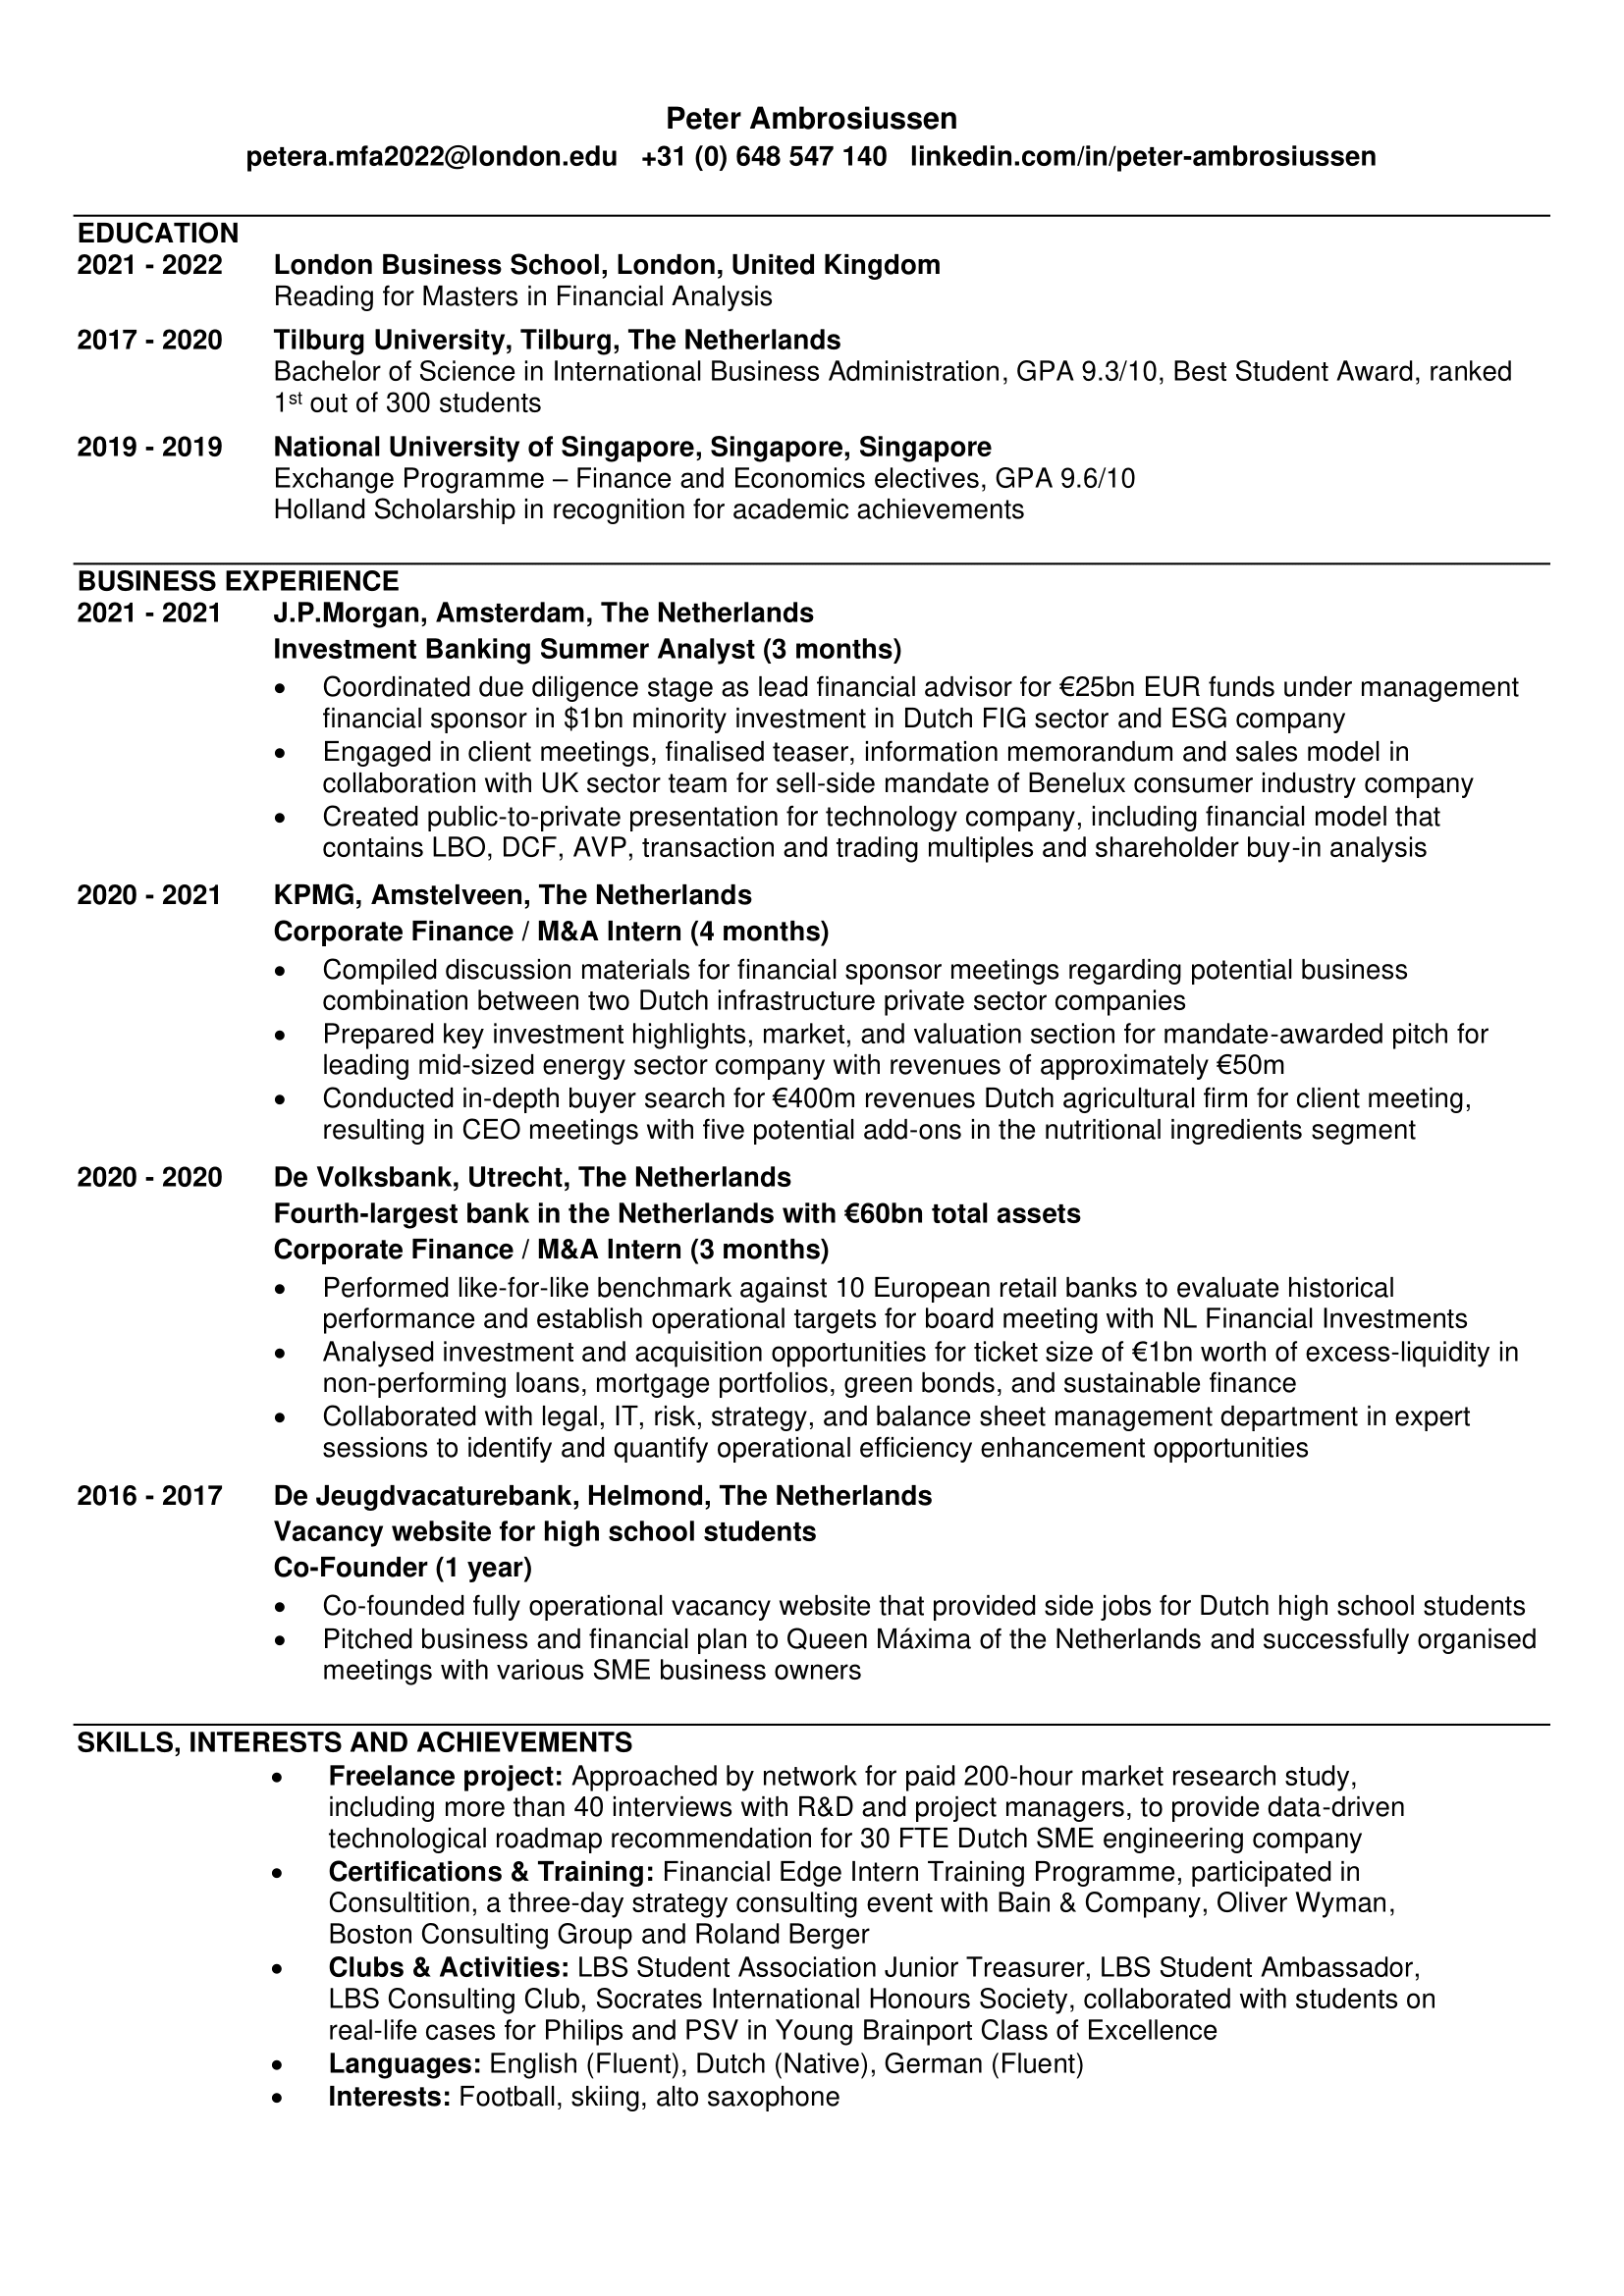 Peter Ambrosiussen
petera.mfa2022@london.edu +31 (0) 648 547 140 linkedin.com/in/peter-ambrosiussen
EDUCATION
2021 - 2022 London Business School, London, United Kingdom
Reading for Masters in Financial Analysis
2017 - 2020 Tilburg University, Tilburg, The Netherlands
Bachelor of Science in International Business Administration, GPA 9.3/10, Best Student Award, ranked
1st out of 300 students
2019 - 2019 National University of Singapore, Singapore, Singapore
Exchange Programme – Finance and Economics electives, GPA 9.6/10
Holland Scholarship in recognition for academic achievements
BUSINESS EXPERIENCE
2021 - 2021 J.P.Morgan, Amsterdam, The Netherlands
Investment Banking Summer Analyst (3 months)
• Coordinated due diligence stage as lead financial advisor for €25bn EUR funds under management
financial sponsor in $1bn minority investment in Dutch FIG sector and ESG company
• Engaged in client meetings, finalised teaser, information memorandum and sales model in
collaboration with UK sector team for sell-side mandate of Benelux consumer industry company
• Created public-to-private presentation for technology company, including financial model that
contains LBO, DCF, AVP, transaction and trading multiples and shareholder buy-in analysis
2020 - 2021 KPMG, Amstelveen, The Netherlands
Corporate Finance / M&A Intern (4 months)
• Compiled discussion materials for financial sponsor meetings regarding potential business
combination between two Dutch infrastructure private sector companies
• Prepared key investment highlights, market, and valuation section for mandate-awarded pitch for
leading mid-sized energy sector company with revenues of approximately €50m
• Conducted in-depth buyer search for €400m revenues Dutch agricultural firm for client meeting,
resulting in CEO meetings with five potential add-ons in the nutritional ingredients segment
2020 - 2020 De Volksbank, Utrecht, The Netherlands
Fourth-largest bank in the Netherlands with €60bn total assets
Corporate Finance / M&A Intern (3 months)
• Performed like-for-like benchmark against 10 European retail banks to evaluate historical
performance and establish operational targets for board meeting with NL Financial Investments
• Analysed investment and acquisition opportunities for ticket size of €1bn worth of excess-liquidity in
non-performing loans, mortgage portfolios, green bonds, and sustainable finance
• Collaborated with legal, IT, risk, strategy, and balance sheet management department in expert
sessions to identify and quantify operational efficiency enhancement opportunities
2016 - 2017 De Jeugdvacaturebank, Helmond, The Netherlands
Vacancy website for high school students
Co-Founder (1 year)
• Co-founded fully operational vacancy website that provided side jobs for Dutch high school students
• Pitched business and financial plan to Queen Máxima of the Netherlands and successfully organised
meetings with various SME business owners
SKILLS, INTERESTS AND ACHIEVEMENTS
• Freelance project: Approached by network for paid 200-hour market research study,
including more than 40 interviews with R&D and project managers, to provide data-driven
technological roadmap recommendation for 30 FTE Dutch SME engineering company
• Certifications & Training: Financial Edge Intern Training Programme, participated in
Consultition, a three-day strategy consulting event with Bain & Company, Oliver Wyman,
Boston Consulting Group and Roland Berger
• Clubs & Activities: LBS Student Association Junior Treasurer, LBS Student Ambassador,
LBS Consulting Club, Socrates International Honours Society, collaborated with students on
real-life cases for Philips and PSV in Young Brainport Class of Excellence
• Languages: English (Fluent), Dutch (Native), German (Fluent)
• Interests: Football, skiing, alto saxophone